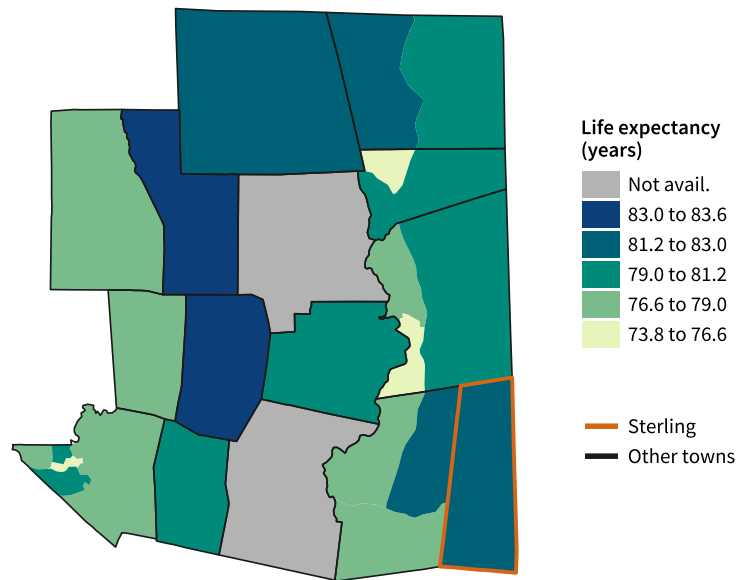 Life expectancy
(years)
Not avail.
83.0 to 83.6
81.2 to 83.0
79.0 to 81.2
76.6 to 79.0
73.8 to 76.6
Sterling
Other towns